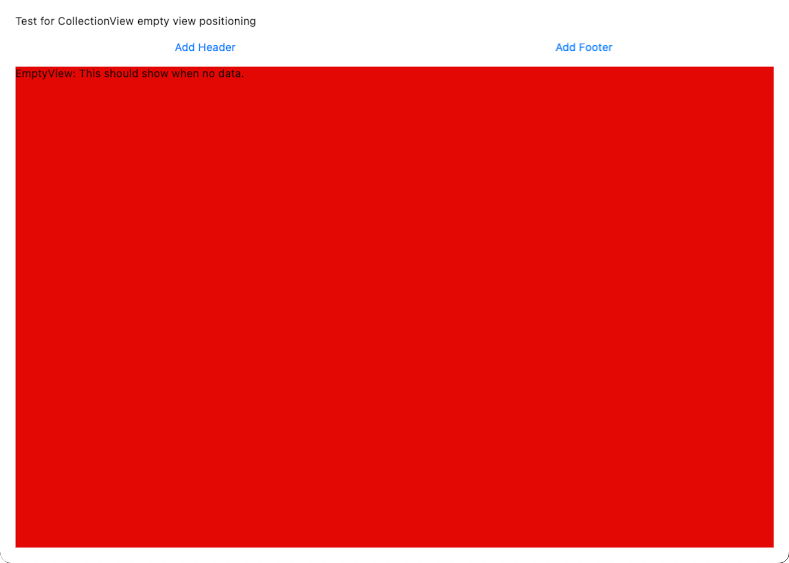 Test for CollectionView empty view positioning
Add Header
Add Footer
EmptyView: This should show when no data.